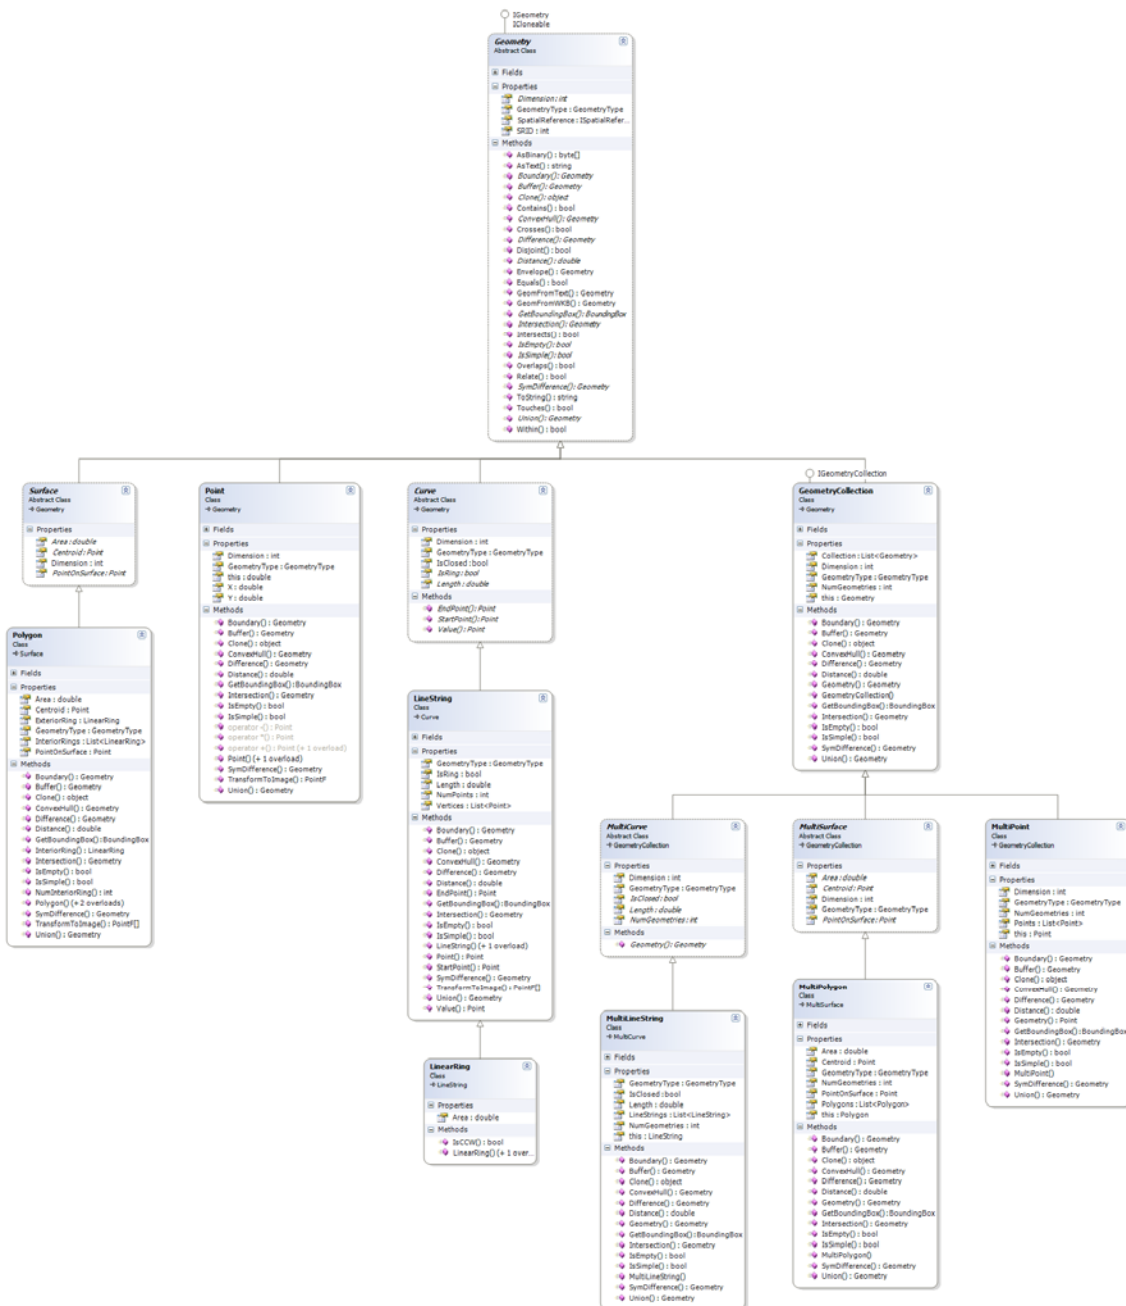 IGeometry
ICloneable
Geometry
Abstract Class
Fields
Properties
Dimension : int
GeometryType : GeometryType
SpatialReference : ISpatialRefer...
SRID : int
Methods
AsBinary() : byte[]
AsText() : string
Boundary() : Geometry
Buffer() : Geometry
Clone() : object
Contains() : bool
ConvexHull() : Geometry
Crosses() : bool
Difference() : Geometry
Disjoint() : bool
Distance() : double
Envelope() : Geometry
Equals() : bool
GeomFromText() : Geometry
GeomFromWKB() : Geometry
GetBoundingBox() : BoundingBox
Intersection() : Geometry
Intersects() : bool
IsEmpty() : bool
IsSimple() : bool
Overlaps() : bool
Relate() : bool
SymDifference() : Geometry
ToString() : string
Touches() : bool
Union() : Geometry
Within() : bool
Surface
Abstract Class
Geometry
Properties
Area : double
Centroid : Point
Dimension : int
PointOnSurface : Point
Polygon
Class
Surface
Fields
Properties
Area : double
Centroid : Point
ExteriorRing : LinearRing
GeometryType : GeometryType
InteriorRings : List<LinearRing>
PointOnSurface : Point
Methods
Boundary() : Geometry
Buffer() : Geometry
Clone() : object
ConvexHull() : Geometry
Difference() : Geometry
Distance() : double
GetBoundingBox() : BoundingBox
InteriorRing() : LinearRing
Intersection() : Geometry
IsEmpty() : bool
IsSimple() : bool
NumInteriorRing() : int
Polygon() (+ 2 overloads)
SymDifference() : Geometry
TransformToImage() : PointF[]
Union() : Geometry
Point
Class
Geometry
Fields
Properties
Dimension : int
GeometryType : GeometryType
this : double
X : double
Y : double
Methods
Boundary() : Geometry
Buffer() : Geometry
Clone() : object
ConvexHull() : Geometry
Difference() : Geometry
Distance() : double
GetBoundingBox() : BoundingBox
Intersection() : Geometry
IsEmpty() : bool
IsSimple() : bool
operator -() : Point
operator *() : Point
operator +() : Point (+ 1 overload)
Point() (+ 1 overload)
SymDifference() : Geometry
TransformToImage() : PointF
Union() : Geometry
Curve
Abstract Class
Geometry
Properties
Dimension : int
GeometryType : GeometryType
IsClosed : bool
IsRing : bool
Length : double
Methods
EndPoint() : Point
StartPoint() : Point
Value() : Point
LineString
Class
Curve
Fields
Properties
GeometryType : GeometryType
IsRing : bool
Length : double
NumPoints : int
Vertices : List<Point>
Methods
Boundary() : Geometry
Buffer() : Geometry
Clone() : object
ConvexHull() : Geometry
Difference() : Geometry
Distance() : double
EndPoint() : Point
GetBoundingBox() : BoundingBox
Intersection() : Geometry
IsEmpty() : bool
IsSimple() : bool
LineString() (+ 1 overload)
Point() : Point
StartPoint() : Point
SymDifference() : Geometry
TransformToImage() : PointF[]
Union() : Geometry
Value() : Point
LinearRing
Class
LineString
Properties
Area : double
Methods
IsCCW() : bool
LinearRing() (+ 1 over...
IGeometryCollection
GeometryCollection
Class
Geometry
Fields
Properties
Collection : List<Geometry>
Dimension : int
GeometryType : GeometryType
NumGeometries : int
this : Geometry
Methods
Boundary() : Geometry
Buffer() : Geometry
Clone() : object
ConvexHull() : Geometry
Difference() : Geometry
Distance() : double
Geometry() : Geometry
GeometryCollection()
GetBoundingBox() : BoundingBox
Intersection() : Geometry
IsEmpty() : bool
IsSimple() : bool
SymDifference() : Geometry
Union() : Geometry
MultiCurve
Abstract Class
GeometryCollection
Properties
Dimension : int
GeometryType : GeometryType
IsClosed : bool
Length : double
NumGeometries : int
Methods
Geometry() : Geometry
MultiLineString
Class
MultiCurve
Fields
Properties
GeometryType : GeometryType
IsClosed : bool
Length : double
LineStrings : List<LineString>
NumGeometries : int
this : LineString
Methods
Boundary() : Geometry
Buffer() : Geometry
Clone() : object
ConvexHull() : Geometry
Difference() : Geometry
Distance() : double
Geometry() : Geometry
GetBoundingBox() : BoundingBox
Intersection() : Geometry
IsEmpty() : bool
IsSimple() : bool
MultiLineString()
SymDifference() : Geometry
Union() : Geometry
MultiSurface
Abstract Class
GeometryCollection
Properties
Area : double
Centroid : Point
Dimension : int
GeometryType : GeometryType
PointOnSurface : Point
MultiPolygon
Class
MultiSurface
Fields
Properties
Area : double
Centroid : Point
GeometryType : GeometryType
NumGeometries : int
PointOnSurface : Point
Polygons : List<Polygon>
this : Polygon
Methods
Boundary() : Geometry
Buffer() : Geometry
Clone() : object
ConvexHull() : Geometry
Difference() : Geometry
Distance() : double
Geometry() : Geometry
GetBoundingBox() : BoundingBox
Intersection() : Geometry
IsEmpty() : bool
IsSimple() : bool
MultiPolygon()
SymDifference() : Geometry
Union() : Geometry
MultiPoint
Class
GeometryCollection
Fields
Properties
Dimension : int
GeometryType : GeometryType
NumGeometries : int
Points : List<Point>
this : Point
Methods
Boundary() : Geometry
Buffer() : Geometry
Clone() : object
ConvexHull() : Geometry
Difference() : Geometry
Distance() : double
Geometry() : Point
GetBoundingBox() : BoundingBox
Intersection() : Geometry
IsEmpty() : bool
IsSimple() : bool
MultiPoint()
SymDifference() : Geometry
Union() : Geometry